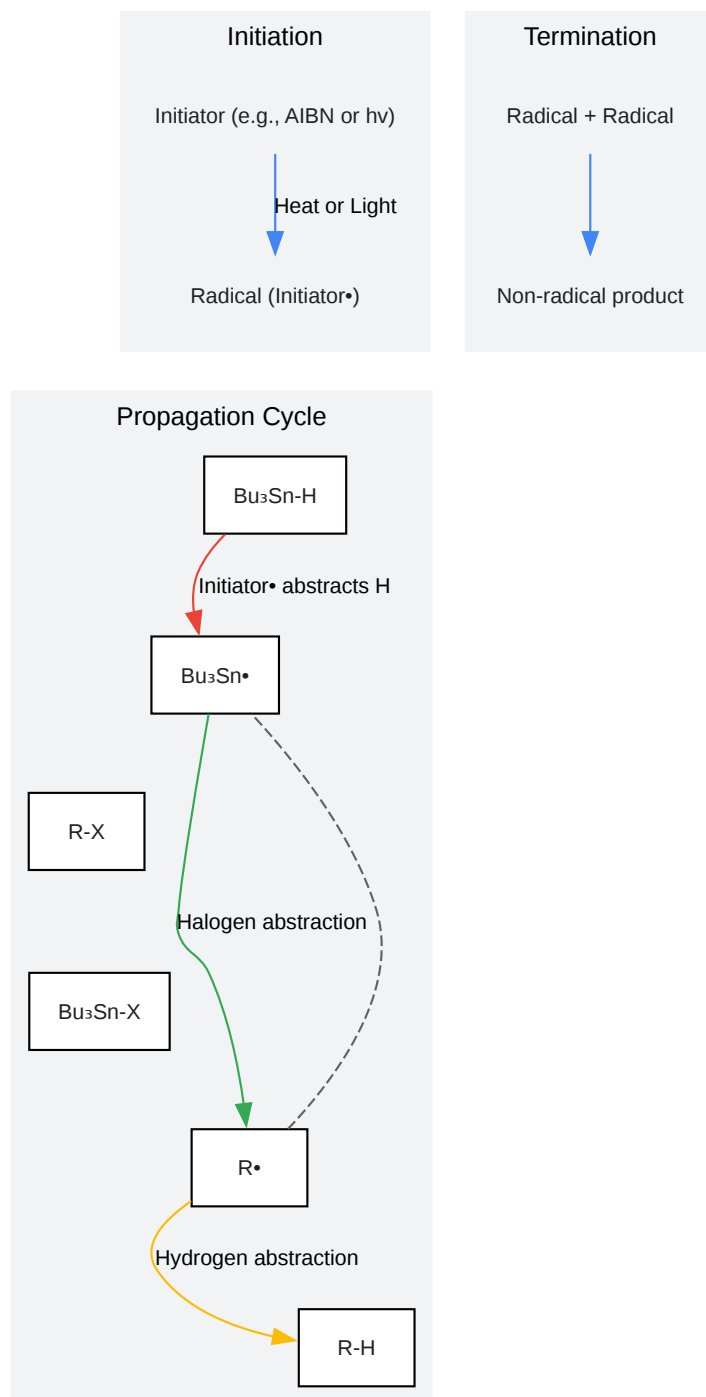 Initiation
Initiator (e.g., AIBN or hv)
Heat or Light
Radical (Initiator•)
Termination
Radical + Radical
Non-radical product
Propagation Cycle
Bu₃Sn-H
Initiator• abstracts H
Bu₃Sn•
R-X
Halogen abstraction
Bu₃Sn-X
R•
Hydrogen abstraction
R-H